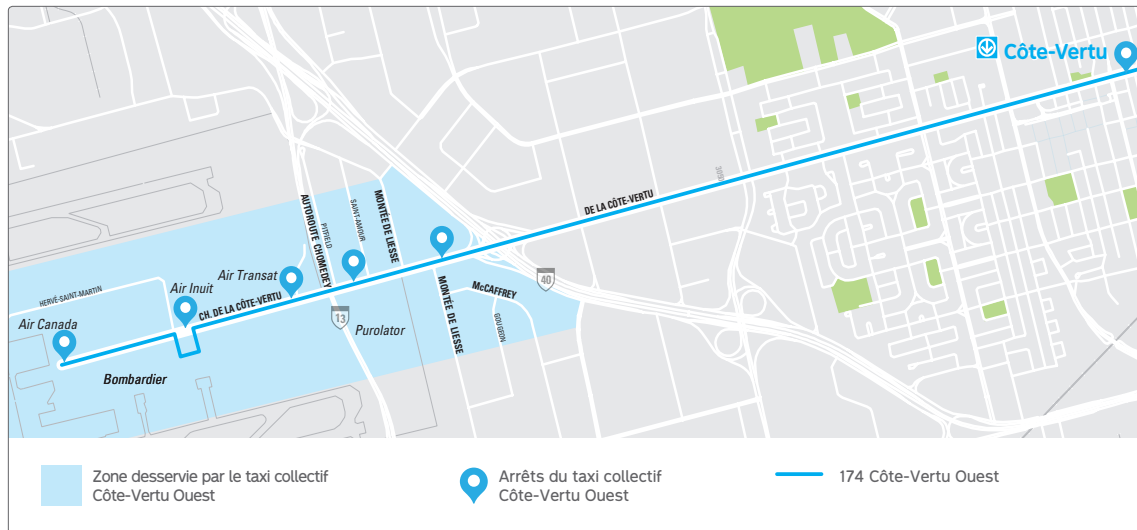 Côte-Vertu
DE LA CÔTE-VERTU
AUTOROUTE CHOMEDEY
PITFIELD
SAINT-AMOUR
MONTÉE DE LIESSE
Air Transat
HERVÉ-SAINT-MARTIN
Air Inuit
CH. DE LA CÔTE-VERTU
MONTÉE DE LIESSE
McCAFFREY
GOUGEON
40
13
Purolator
Air Canada
Bombardier
Zone desservie par le taxi collectif
Côte-Vertu Ouest
Arrêts du taxi collectif
Côte-Vertu Ouest
174 Côte-Vertu Ouest